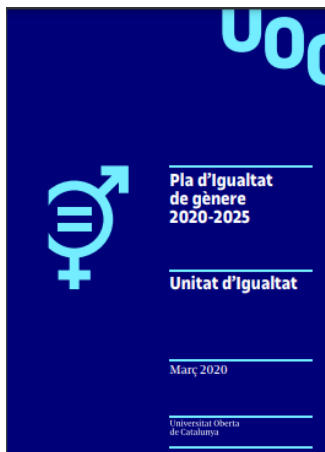 UOC
Pla d'Igualtat
de gènere
2020-2025
Unitat d'Igualtat
Març 2020
Universitat Oberta
de Catalunya